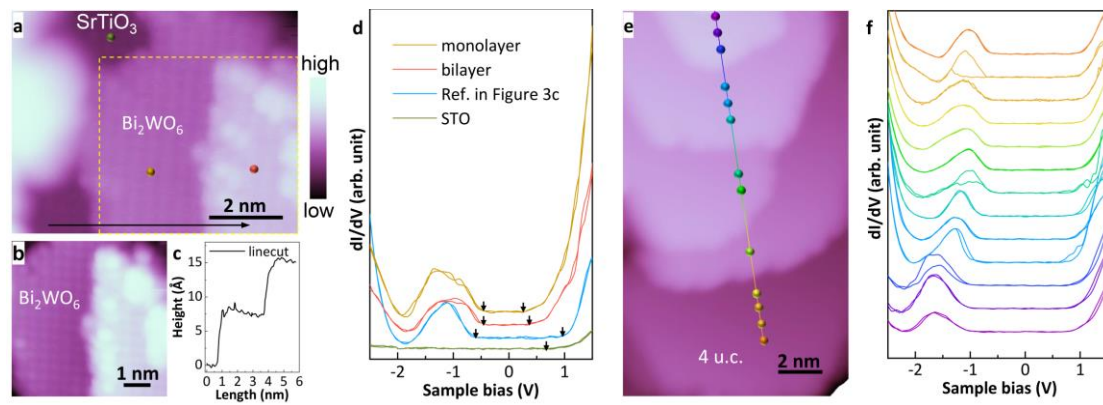 a
SrTiO₃
Bi₂WO₆
2 nm
high
low
b
Bi₂WO₆
1 nm
c
linecut
Height (Å)
15
10
5
0
0 1 2 3 4 5 6
Length (nm)
d
monolayer
bilayer
Ref. in Figure 3c
STO
dI/dV (arb. unit)
-2 -1 0 1
Sample bias (V)
e
4 u.c.
2 nm
f
dI/dV (arb. unit)
-2 -1 0 1
Sample bias (V)